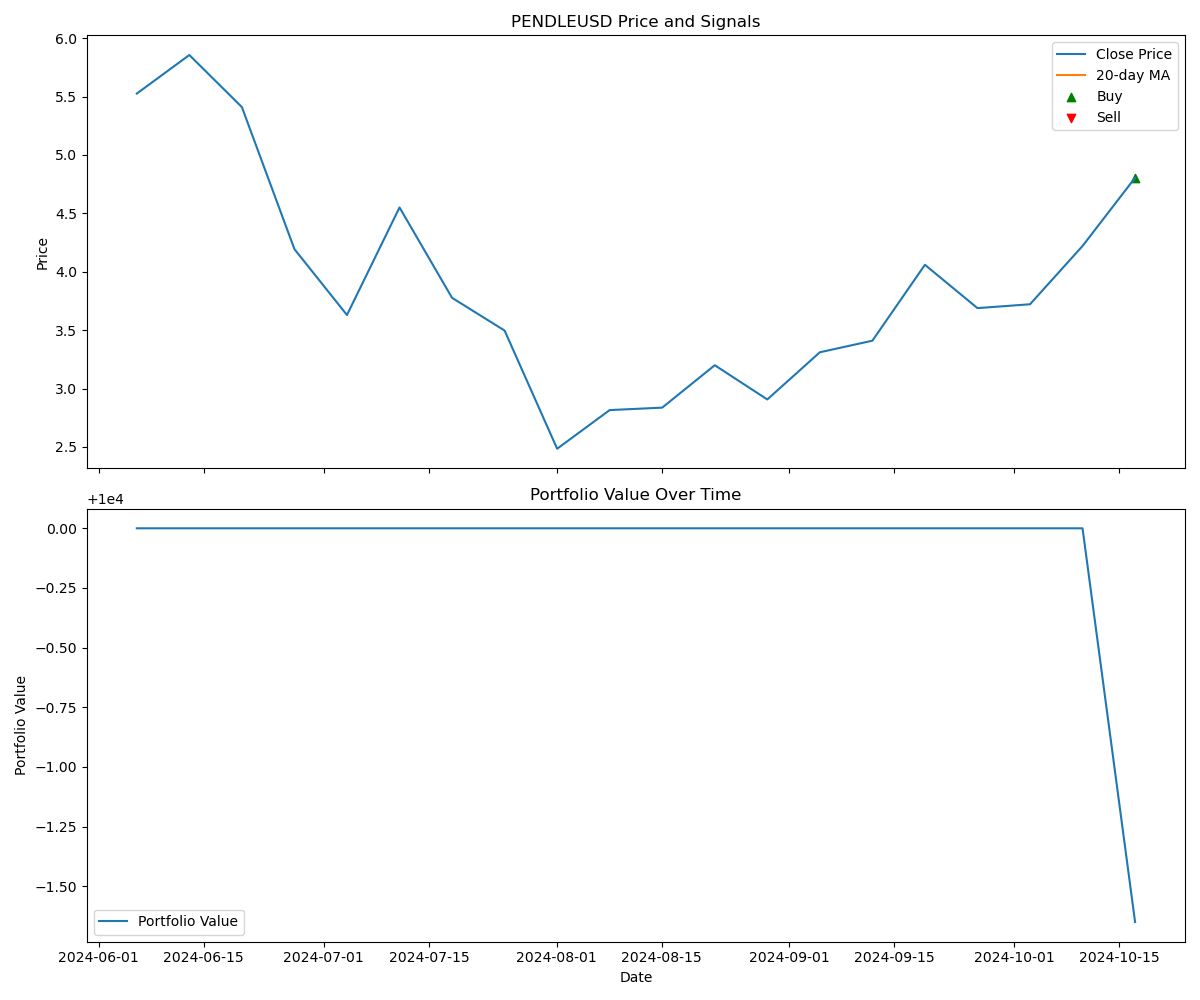 PENDLEUSD Price and Signals
6.0
5.5
5.0
4.5
4.0
3.5
3.0
2.5
Price
Close Price
20-day MA
Buy
Sell
Portfolio Value Over Time
+1e4
0.00
−0.25
−0.50
−0.75
−1.00
−1.25
−1.50
Portfolio Value
Portfolio Value
2024-06-01
2024-06-15
2024-07-01
2024-07-15
2024-08-01
2024-08-15
2024-09-01
2024-09-15
2024-10-01
2024-10-15
Date